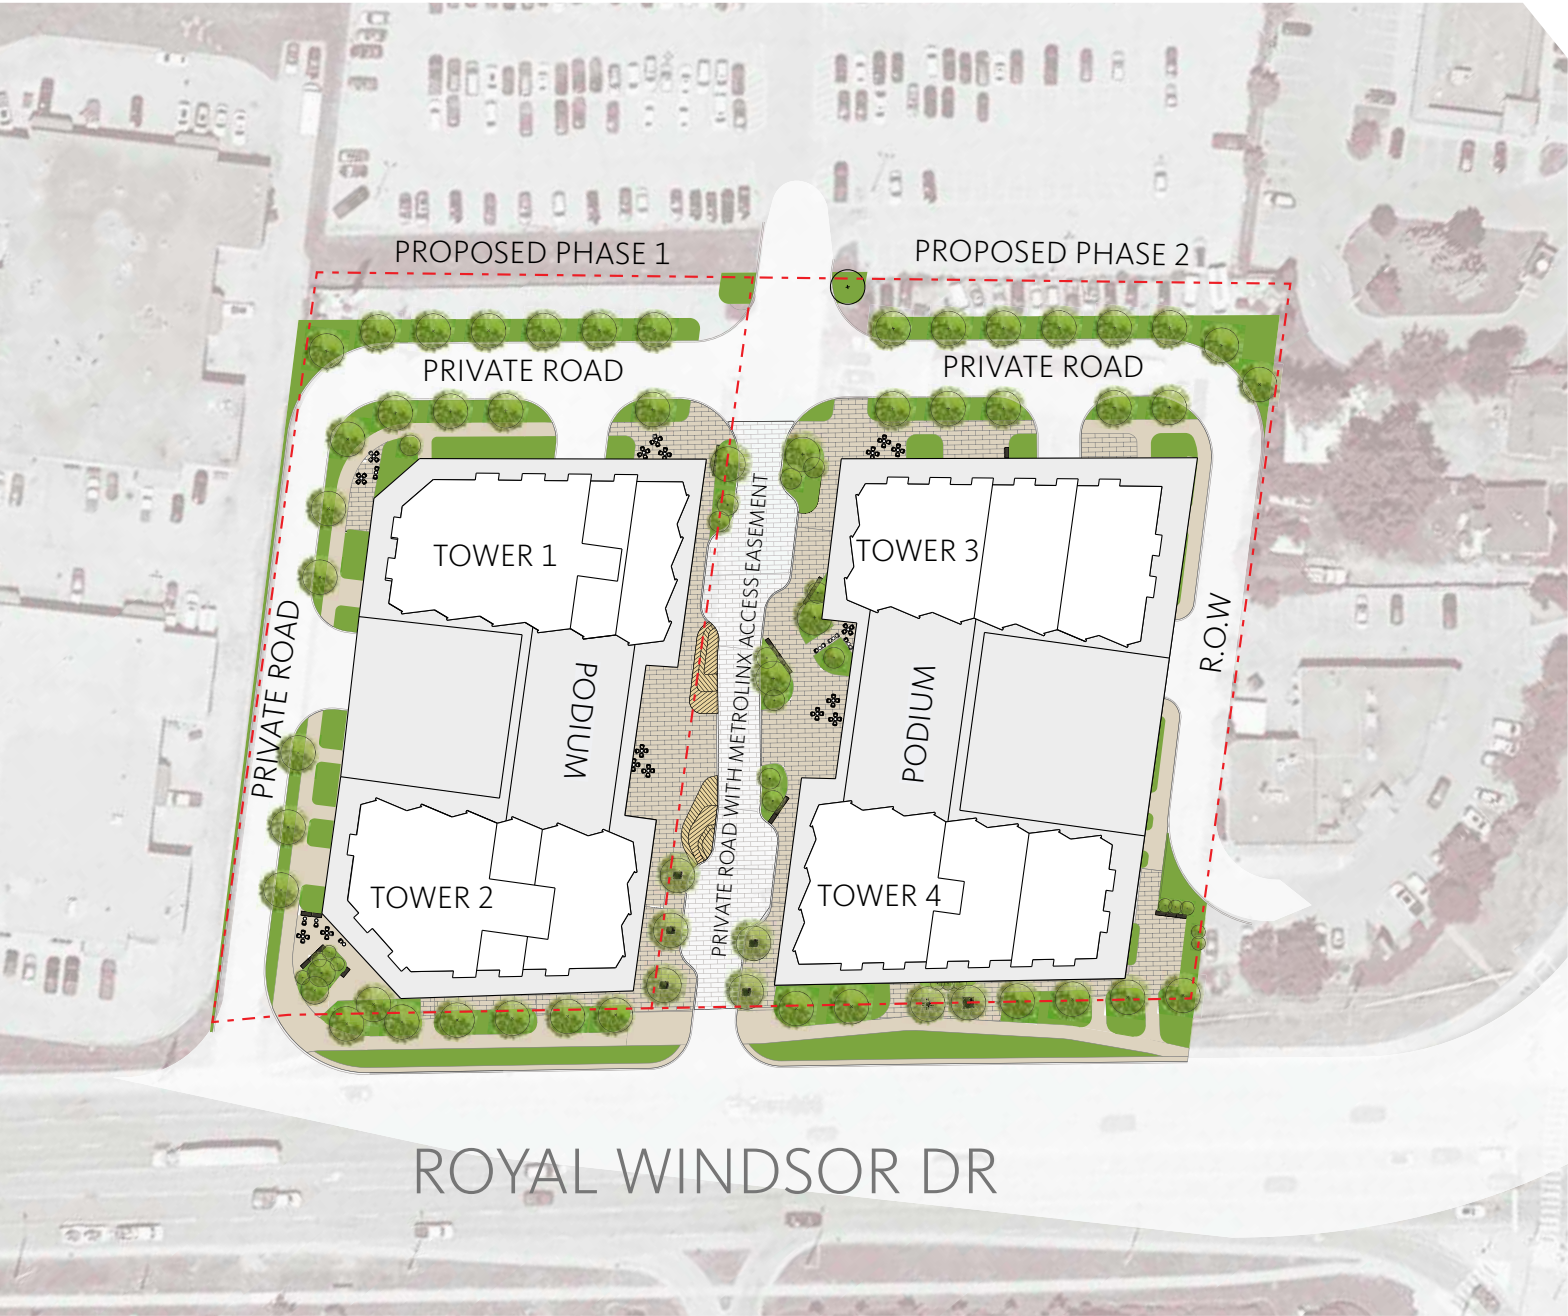 PROPOSED PHASE 1
PROPOSED PHASE 2
PRIVATE ROAD
PRIVATE ROAD
TOWER 1
TOWER 3
PRIVATE ROAD
PODIUM
PRIVATE ROAD WITH METROLINX ACCESS EASEMENT
PODIUM
R.O.W
TOWER 2
TOWER 4
ROYAL WINDSOR DR